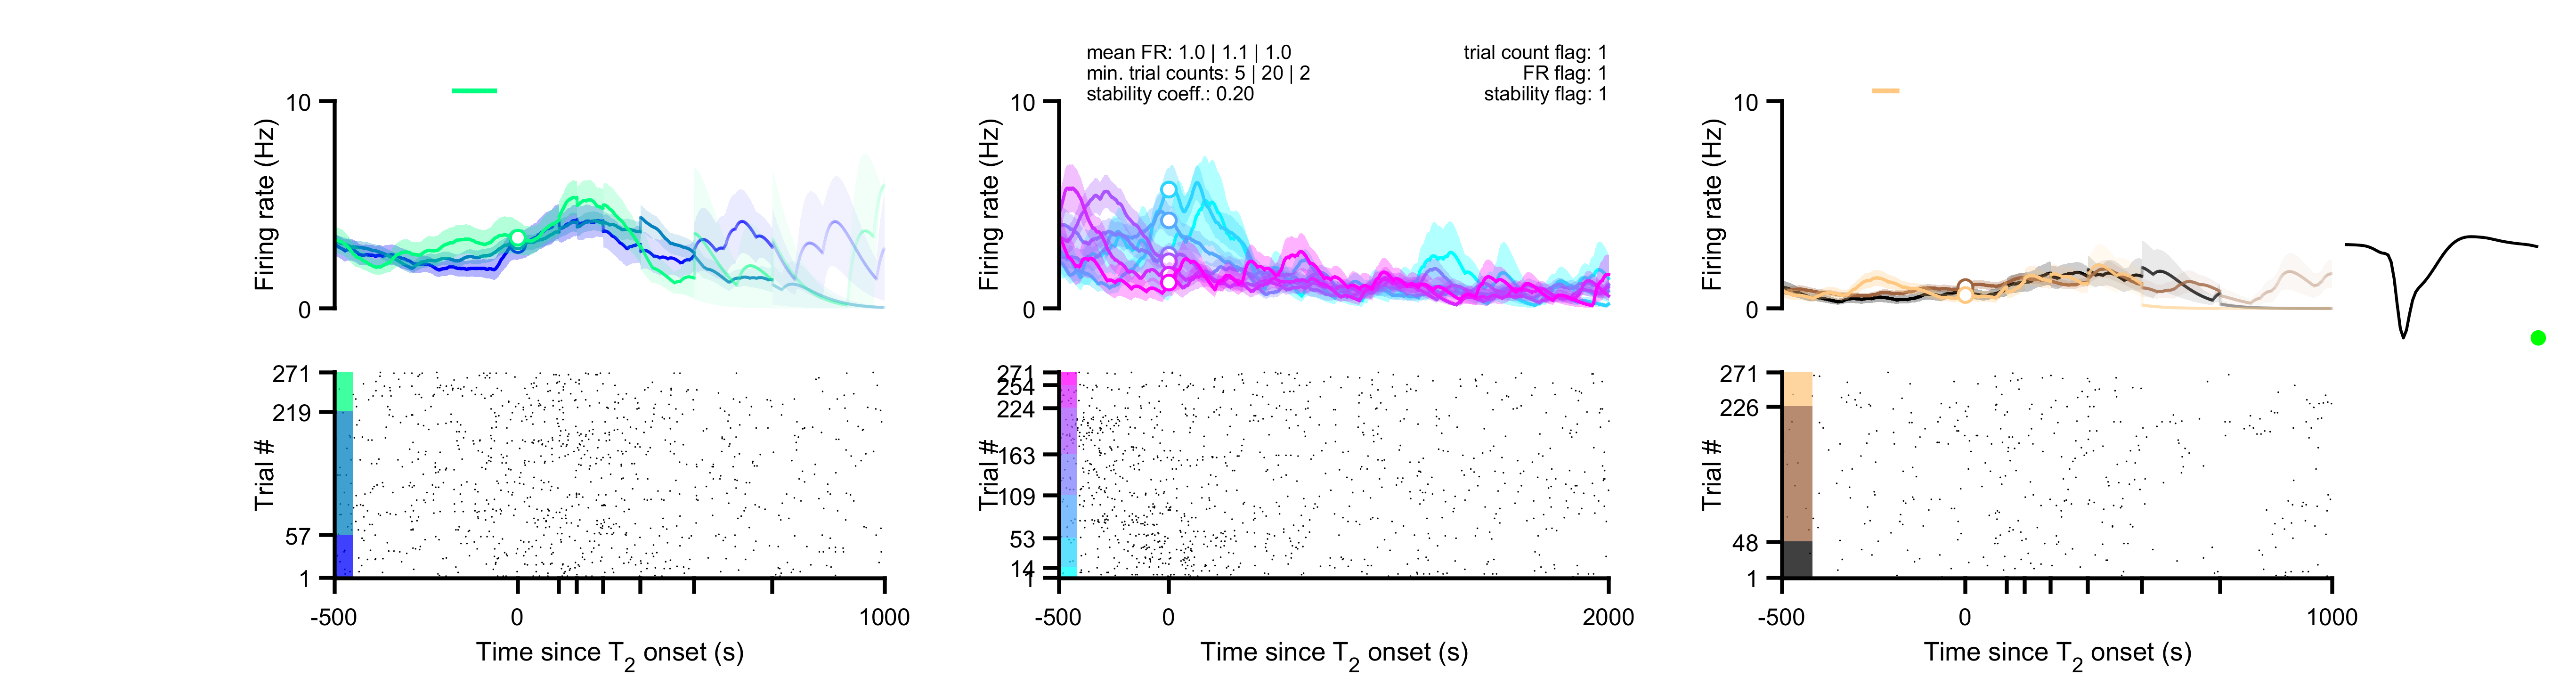 mean FR: 1.0 | 1.1 | 1.0
min. trial counts: 5 | 20 | 2
stability coeff.: 0.20
trial count flag: 1
FR flag: 1
stability flag: 1
10
0
Firing rate (Hz)
271
219
57
1
Trial #
-500
0
1000
Time since T2 onset (s)
10
0
Firing rate (Hz)
271
254
224
163
109
53
14
1
Trial #
-500
0
2000
Time since T2 onset (s)
10
0
Firing rate (Hz)
271
226
48
1
Trial #
-500
0
1000
Time since T2 onset (s)